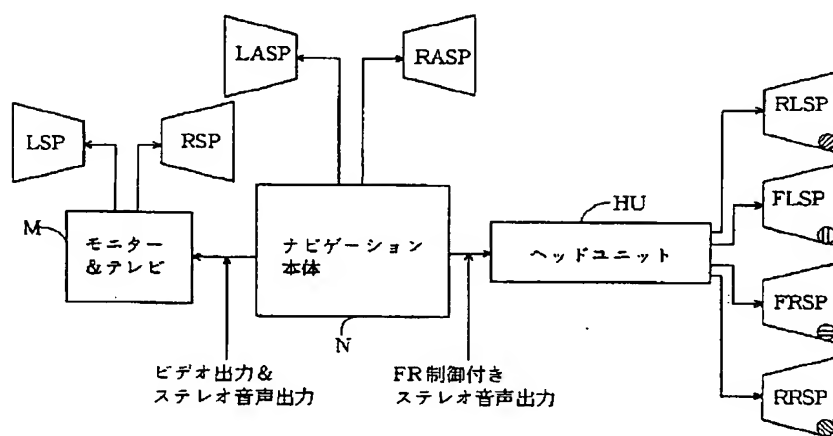 LASP
RASP
LSP
RSP
RLSP
FLSP
FRSP
RRSP
M
モニター
&テレビ
ナビゲーション
本体
N
HU
ヘッドユニット
ビデオ出力&
ステレオ音声出力
FR制御付き
ステレオ音声出力